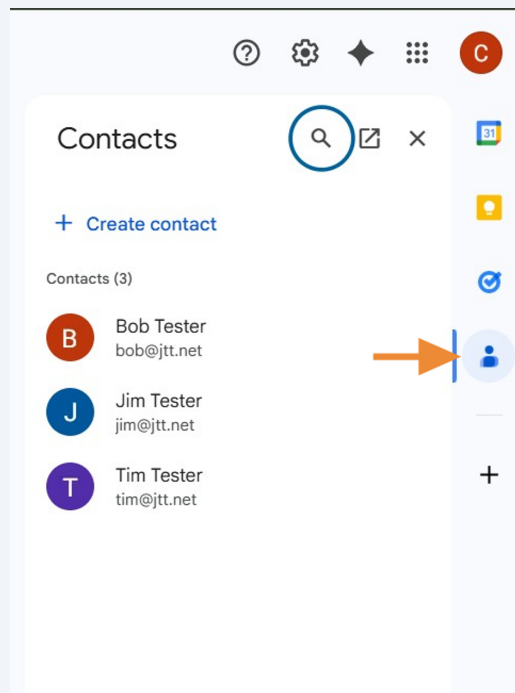 C
Contacts
31
+ Create contact
Contacts (3)
B
Bob Tester
bob@jtt.net
J
Jim Tester
jim@jtt.net
T
Tim Tester
tim@jtt.net